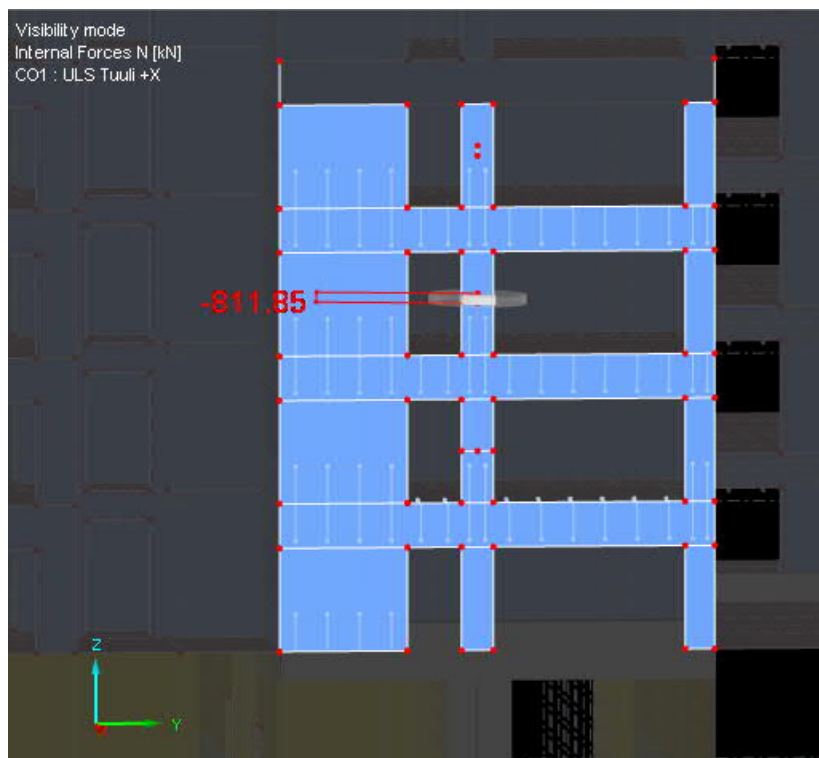 Visibility mode
Internal Forces N [kN]
CO1 : ULS Tuuli +X
-811.85
Z
Y